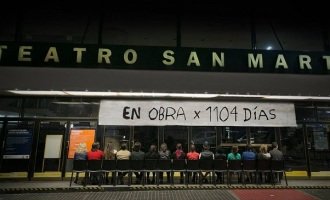 TEATRO SAN MART
EN OBRA x 1104 DÍAS